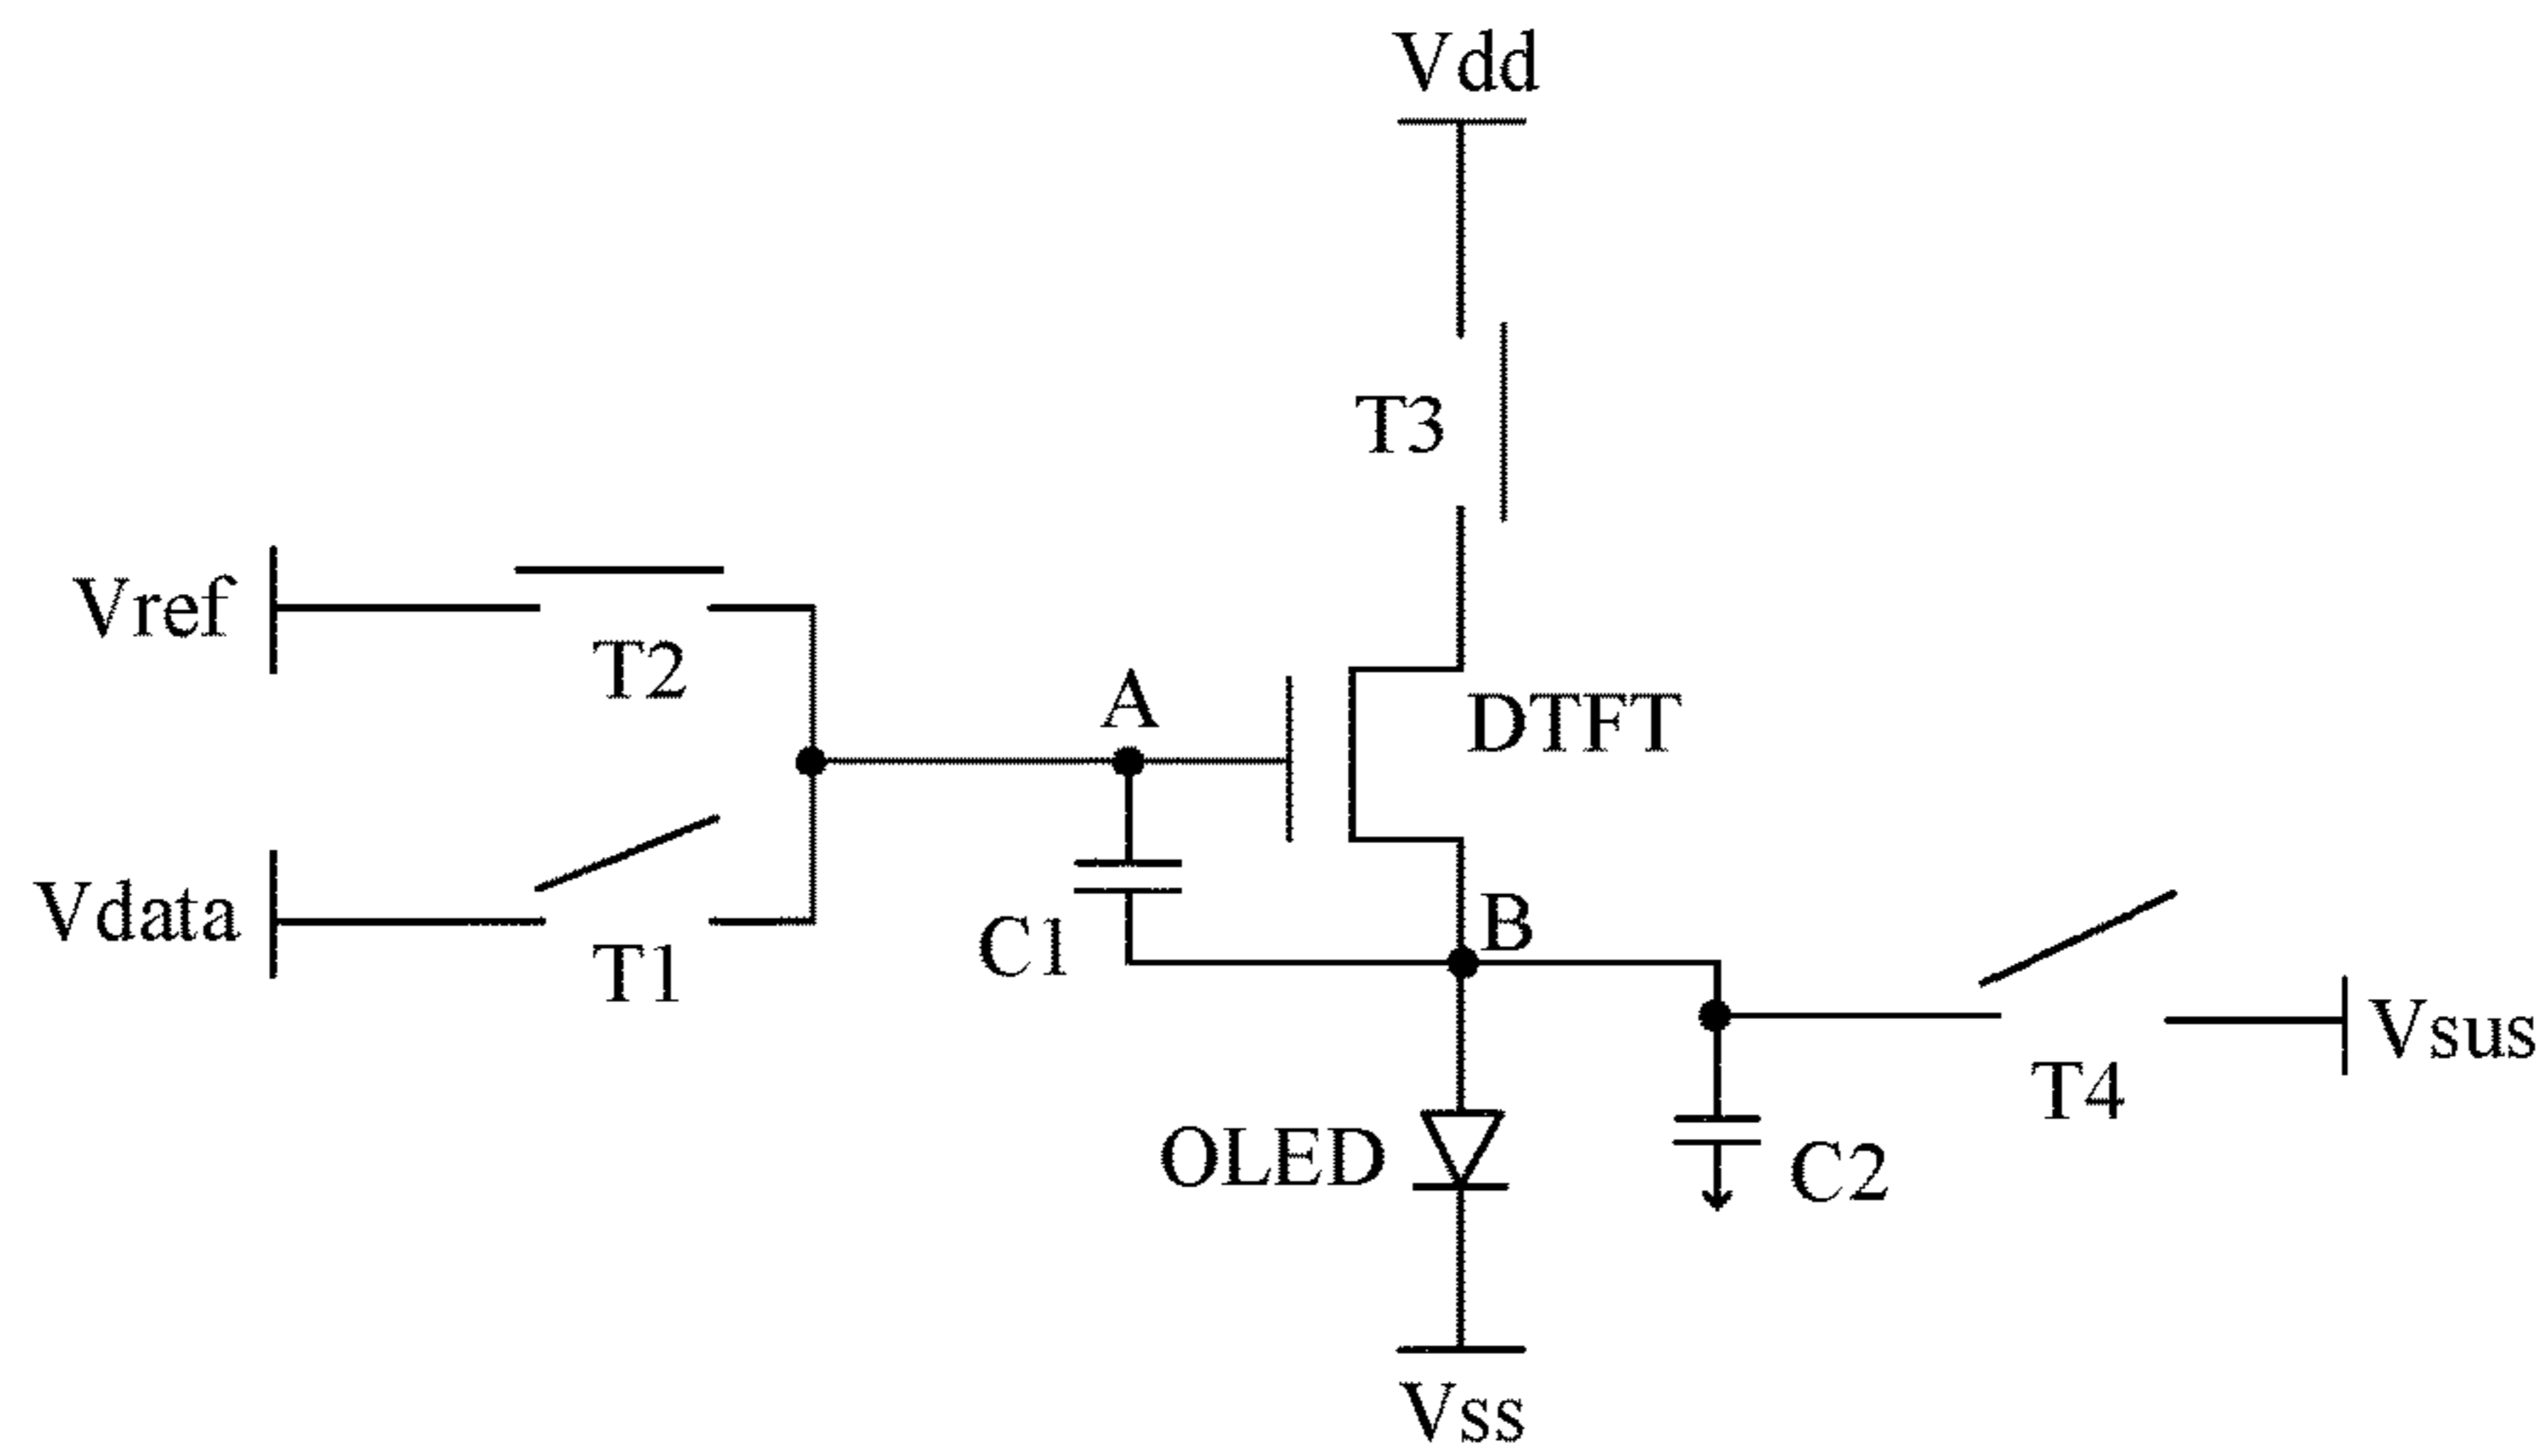 Vdd
T3
Vref
T2
A
DTFT
Vdata
T1
C1
B
Vsus
T4
OLED
C2
Vss